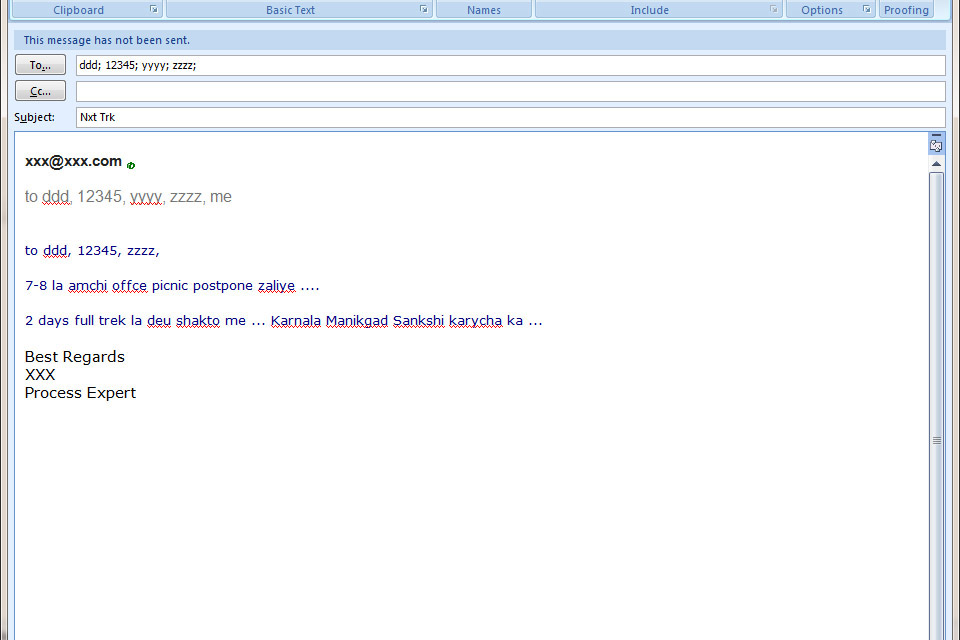 Clipboard Basic Text Names Include Options Proofing
This message has not been sent.
To... ddd; 12345; yyyy; zzzz;
Cc...
Subject: Nxt Trk
xxx@xxx.com
to ddd, 12345, yyyy, zzzz, me
to ddd, 12345, zzzz,
7-8 la amchi offce picnic postpone zaliye ....
2 days full trek la deu shakto me ... Karnala Manikgad Sankshi karycha ka ...
Best Regards
XXX
Process Expert